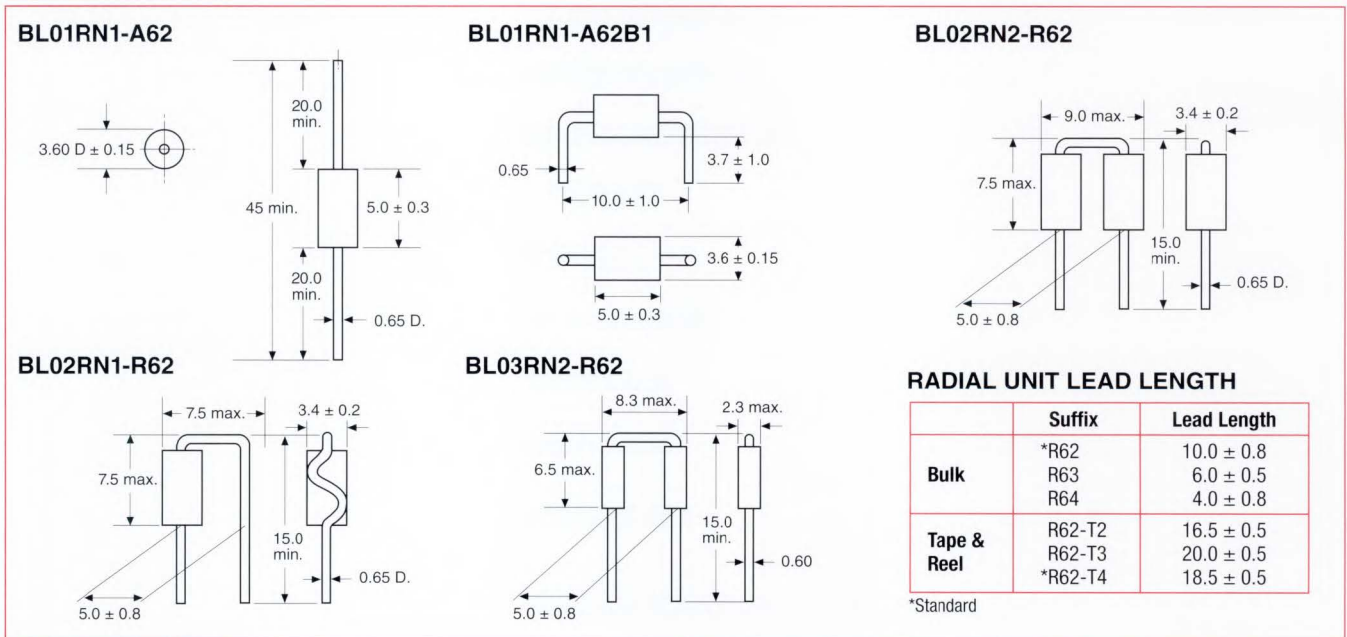 BL01RN1-A62
3.60 D ± 0.15
20.0
min.
45 min.
5.0 ± 0.3
20.0
min.
0.65 D.
BL01RN1-A62B1
0.65
3.7 ± 1.0
10.0 ± 1.0
3.6 ± 0.15
5.0 ± 0.3
BL02RN2-R62
9.0 max.
3.4 ± 0.2
7.5 max.
15.0
min.
0.65 D.
5.0 ± 0.8
BL02RN1-R62
7.5 max.
3.4 ± 0.2
7.5 max.
15.0
min.
0.65 D.
5.0 ± 0.8
BL03RN2-R62
8.3 max.
2.3 max.
6.5 max.
15.0
min.
0.60
5.0 ± 0.8
RADIAL UNIT LEAD LENGTH
Suffix Lead Length
Bulk
*R62 10.0 ± 0.8
R63 6.0 ± 0.5
R64 4.0 ± 0.8
Tape &
Reel
R62-T2 16.5 ± 0.5
R62-T3 20.0 ± 0.5
*R62-T4 18.5 ± 0.5
*Standard